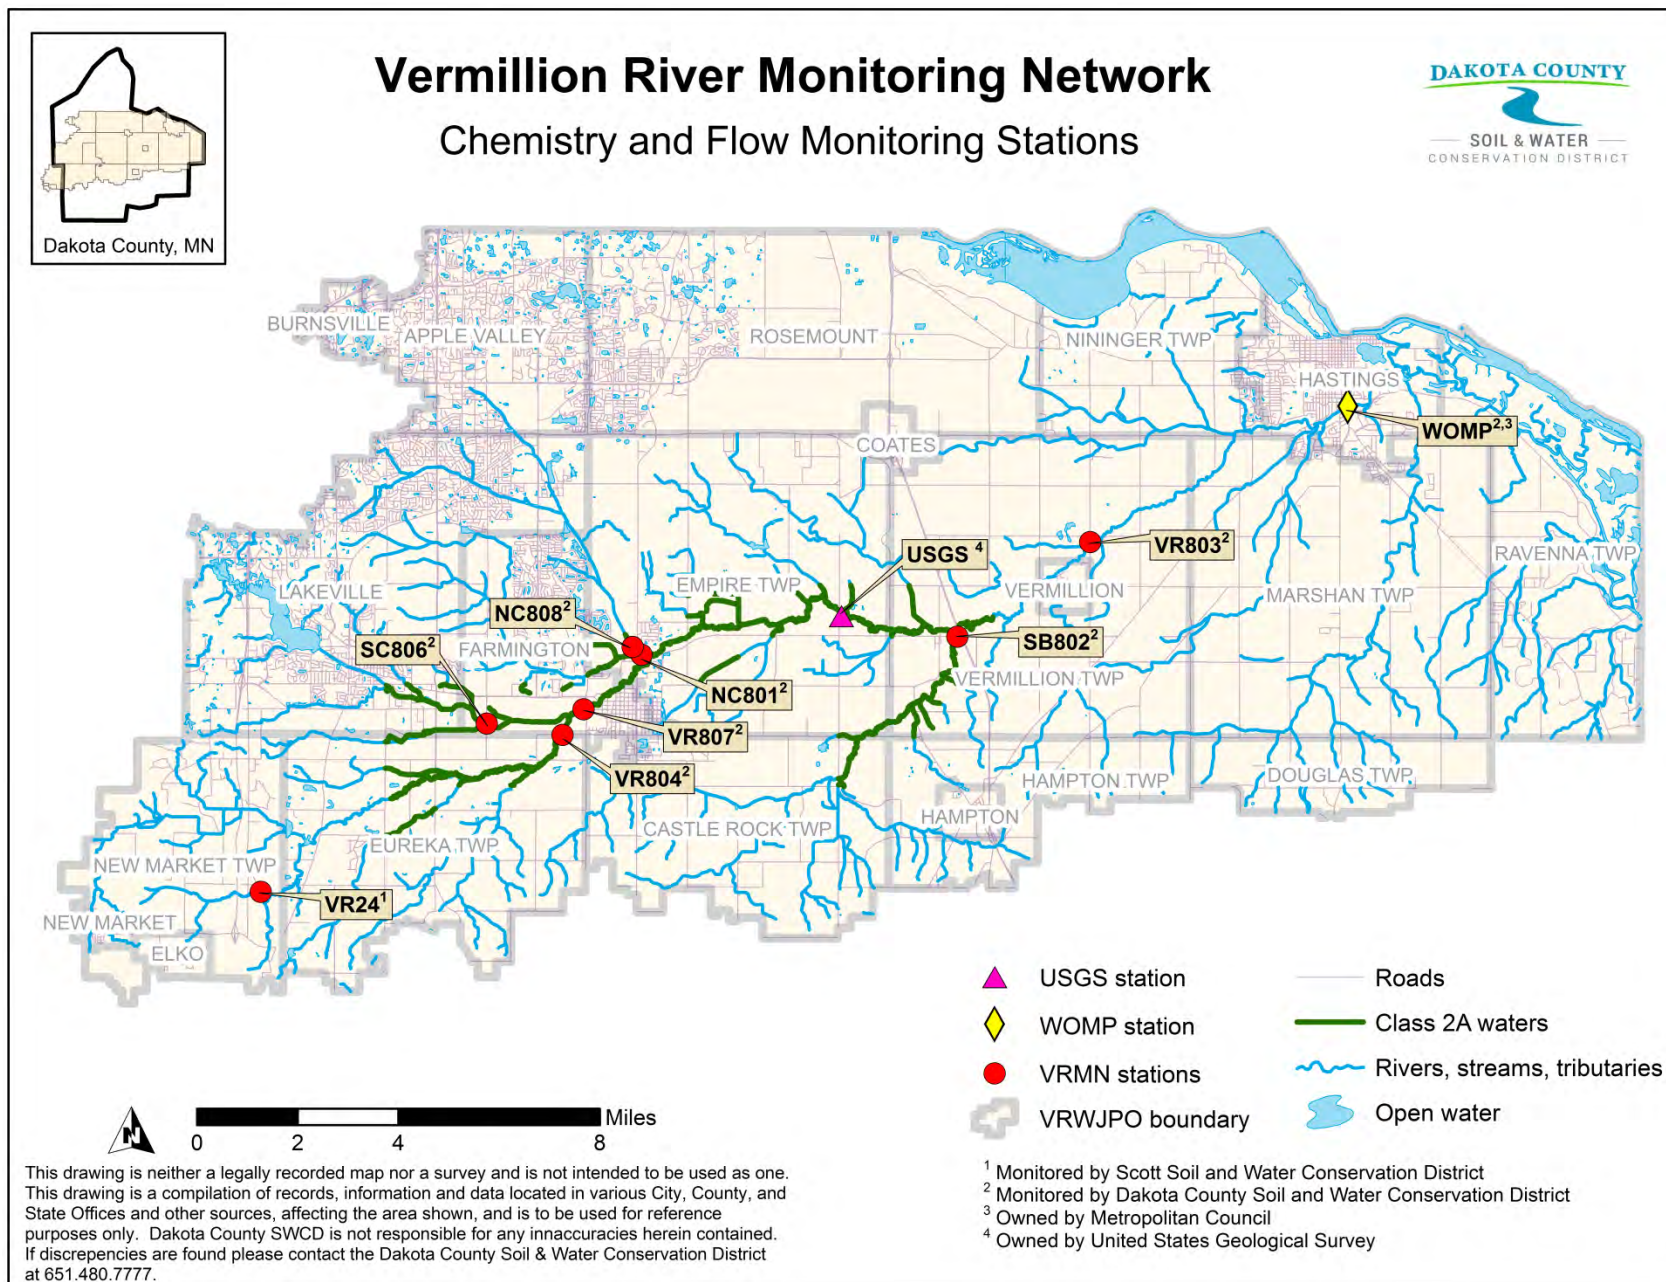 Vermillion River Monitoring Network
Chemistry and Flow Monitoring Stations
Dakota County, MN
DAKOTA COUNTY
SOIL & WATER
CONSERVATION DISTRICT
BURNSVILLE
APPLE VALLEY
ROSEMOUNT
NININGER TWP
HASTINGS
WOMP2,3
COATES
VR803²
RAVENNA TWP
USGS ⁴
EMPIRE TWP
VERMILLION
MARSHAN TWP
LAKEVILLE
NC808²
SC806²
FARMINGTON
SB802²
NC801²
VERMILLION TWP
VR807²
VR804²
HAMPTON TWP
DOUGLAS TWP
HAMPTON
CASTLE ROCK TWP
EUREKA TWP
NEW MARKET TWP
VR24¹
NEW MARKET
ELKO
USGS station
WOMP station
VRMN stations
VRWJPO boundary
Roads
Class 2A waters
Rivers, streams, tributaries
Open water
N
0 2 4 8 Miles
This drawing is neither a legally recorded map nor a survey and is not intended to be used as one.
This drawing is a compilation of records, information and data located in various City, County, and
State Offices and other sources, affecting the area shown, and is to be used for reference
purposes only. Dakota County SWCD is not responsible for any innaccuracies herein contained.
If discrepencies are found please contact the Dakota County Soil & Water Conservation District
at 651.480.7777.
¹ Monitored by Scott Soil and Water Conservation District
² Monitored by Dakota County Soil and Water Conservation District
³ Owned by Metropolitan Council
⁴ Owned by United States Geological Survey